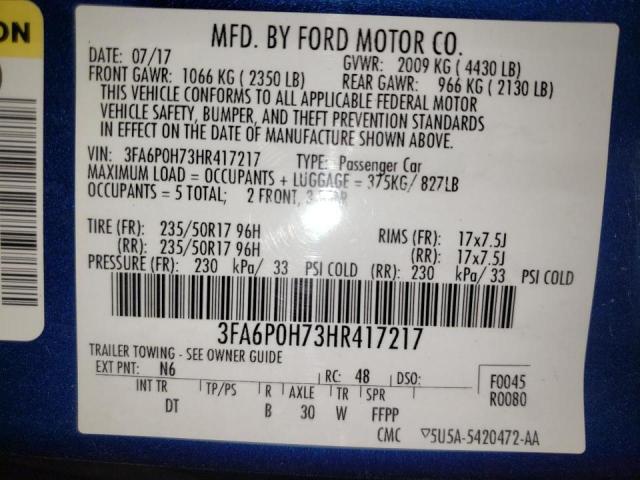 ON
MFD. BY FORD MOTOR CO.
DATE: 07/17 GVWR: 2009 KG ( 4430 LB)
FRONT GAWR: 1066 KG ( 2350 LB) REAR GAWR: 966 KG ( 2130 LB)
THIS VEHICLE CONFORMS TO ALL APPLICABLE FEDERAL MOTOR
VEHICLE SAFETY, BUMPER, AND THEFT PREVENTION STANDARDS
IN EFFECT ON THE DATE OF MANUFACTURE SHOWN ABOVE.
VIN: 3FA6P0H73HR417217 TYPE: Passenger Car
MAXIMUM LOAD = OCCUPANTS + LUGGAGE = 375KG/ 827LB
OCCUPANTS = 5 TOTAL; 2 FRONT,
TIRE (FR): 235/50R17 96H RIMS (FR): 17x7.5J
(RR): 235/50R17 96H (RR): 17x7.5J
PRESSURE (FR): 230 kPa/ 33 PSI COLD (RR): 230 kPa/ 33 PSI COLD
3FA6P0H73HR417217
TRAILER TOWING - SEE OWNER GUIDE
EXT PNT: N6 RC: 48 DSO: F0045
INT TR TP/PS R AXLE TR SPR R0080
DT B 30 W FFPP
CMC ▽5U5A-5420472-AA